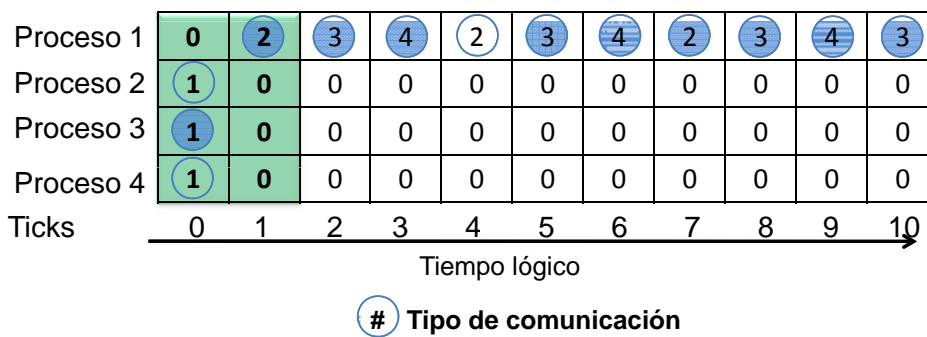 Proceso 1 0 2 3 4 2 3 4 2 3 4 3
Proceso 2 1 0 0 0 0 0 0 0 0 0 0
Proceso 3 1 0 0 0 0 0 0 0 0 0 0
Proceso 4 1 0 0 0 0 0 0 0 0 0 0
Ticks 0 1 2 3 4 5 6 7 8 9 10
Tiempo lógico
# Tipo de comunicación